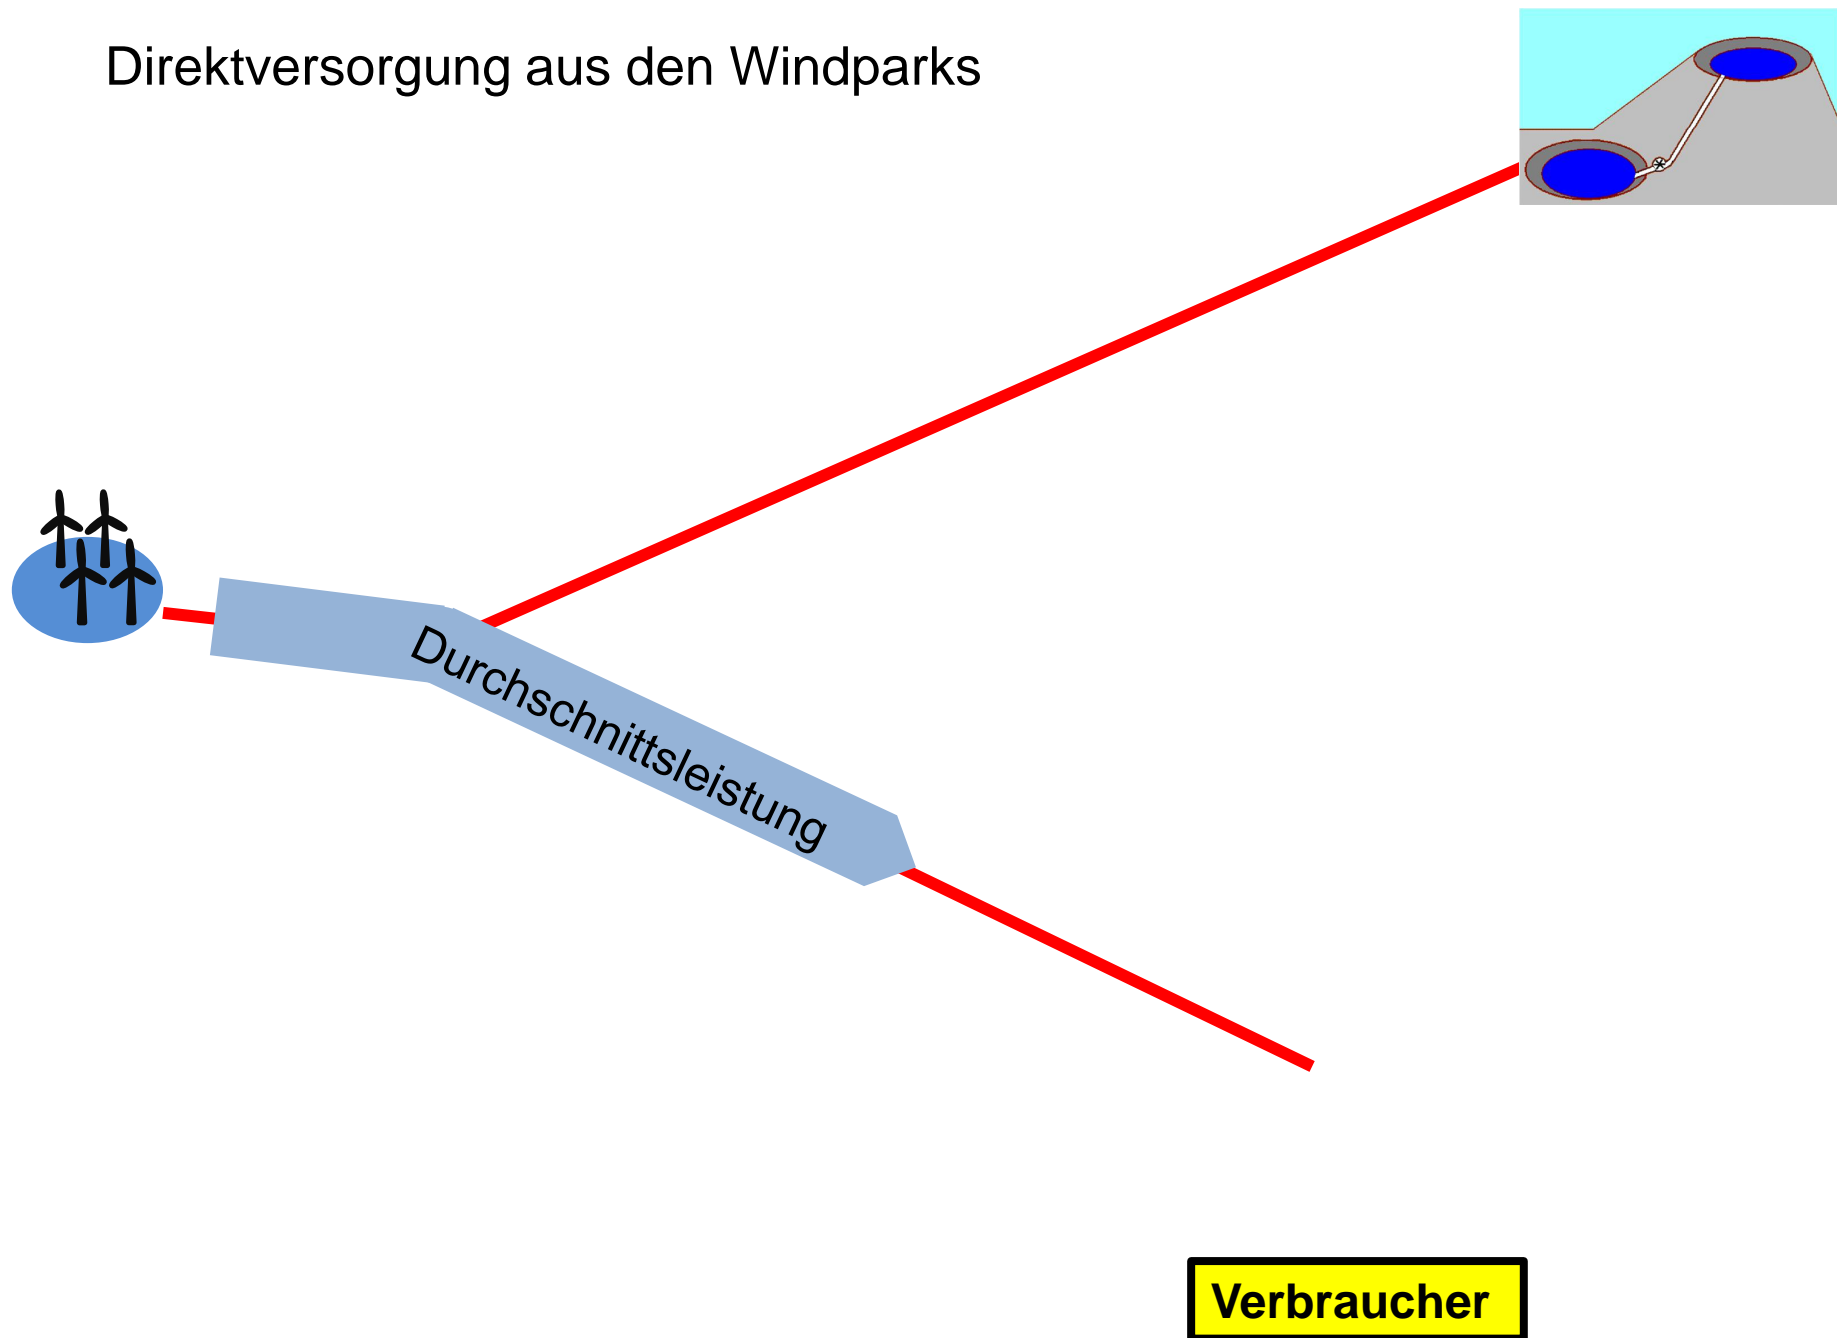 Direktversorgung aus den Windparks
Durchschnittsleistung
Verbraucher